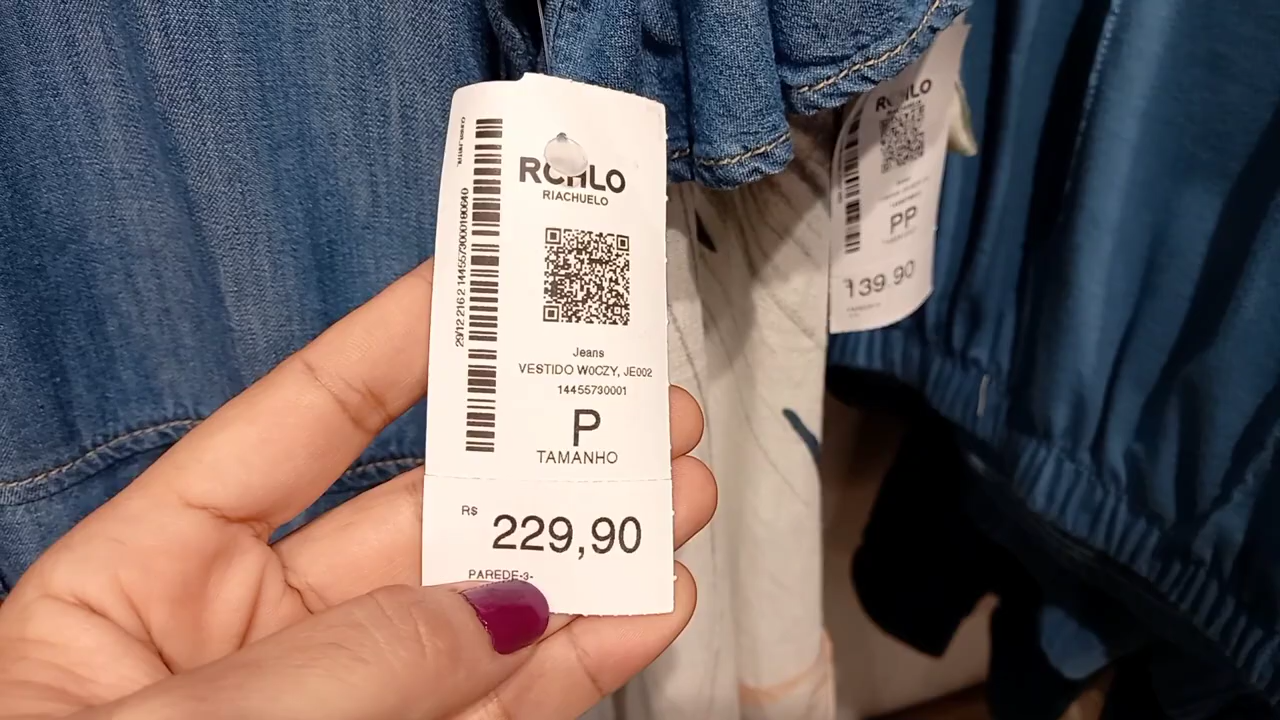 RCHLO
RIACHUELO
Jeans
VESTIDO W0CZY, JE002
14455730001
P
TAMANHO
R$
229,90
PAREDE-3-
RCHLO
PP
139,90